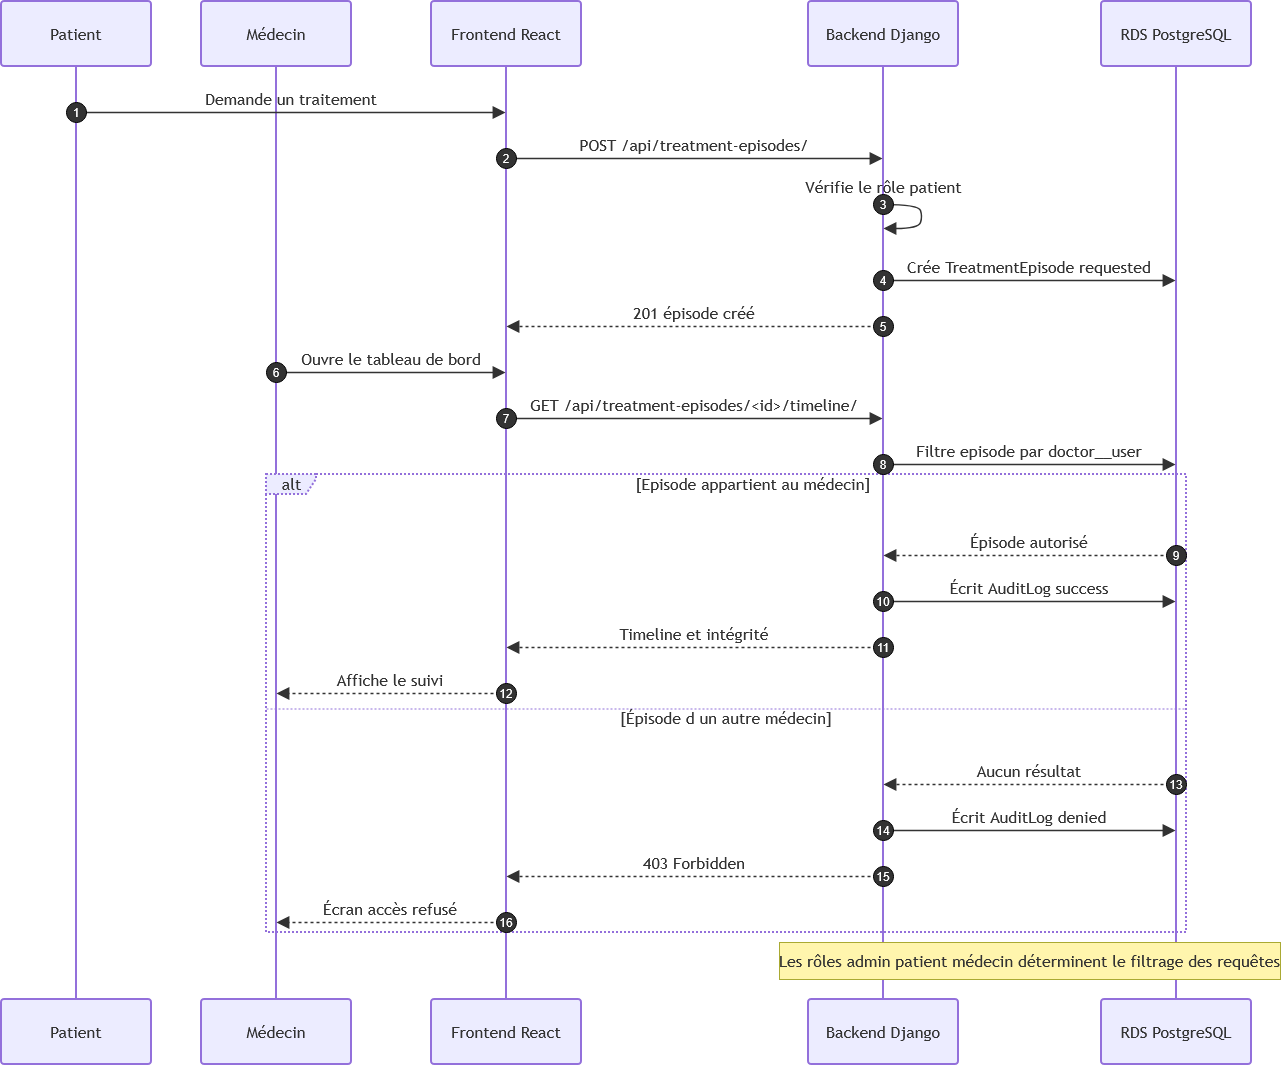 Patient
Médecin
Frontend React
Backend Django
RDS PostgreSQL
1
Demande un traitement
2
POST /api/treatment-episodes/
Vérifie le rôle patient
3
4
Crée TreatmentEpisode requested
201 épisode créé
5
6
Ouvre le tableau de bord
7
GET /api/treatment-episodes/<id>/timeline/
8
Filtre episode par doctor__user
alt
[Episode appartient au médecin]
Épisode autorisé
9
10
Écrit AuditLog success
Timeline et intégrité
11
Affiche le suivi
12
[Épisode d un autre médecin]
Aucun résultat
13
14
Écrit AuditLog denied
403 Forbidden
15
Écran accès refusé
16
Les rôles admin patient médecin déterminent le filtrage des requêtes
Patient
Médecin
Frontend React
Backend Django
RDS PostgreSQL